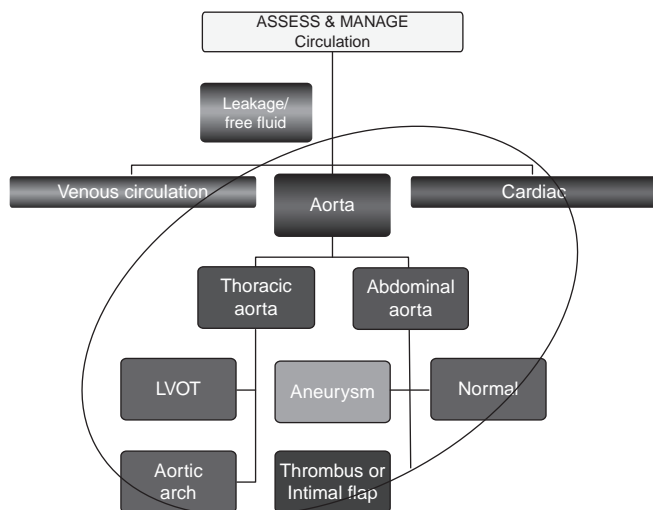 ASSESS & MANAGE
Circulation
Leakage/
free fluid
Venous circulation
Aorta
Cardiac
Thoracic
aorta
Abdominal
aorta
LVOT
Aneurysm
Normal
Aortic
arch
Thrombus or
Intimal flap